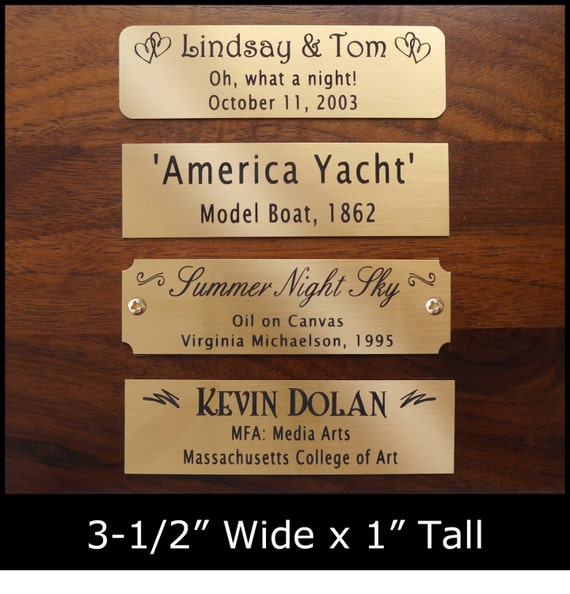 Lindsay & Tom
Oh, what a night!
October 11, 2003
'America Yacht'
Model Boat, 1862
Summer Night Sky
Oil on Canvas
Virginia Michaelson, 1995
KEVIN DOLAN
MFA: Media Arts
Massachusetts College of Art
3-1/2” Wide x 1” Tall